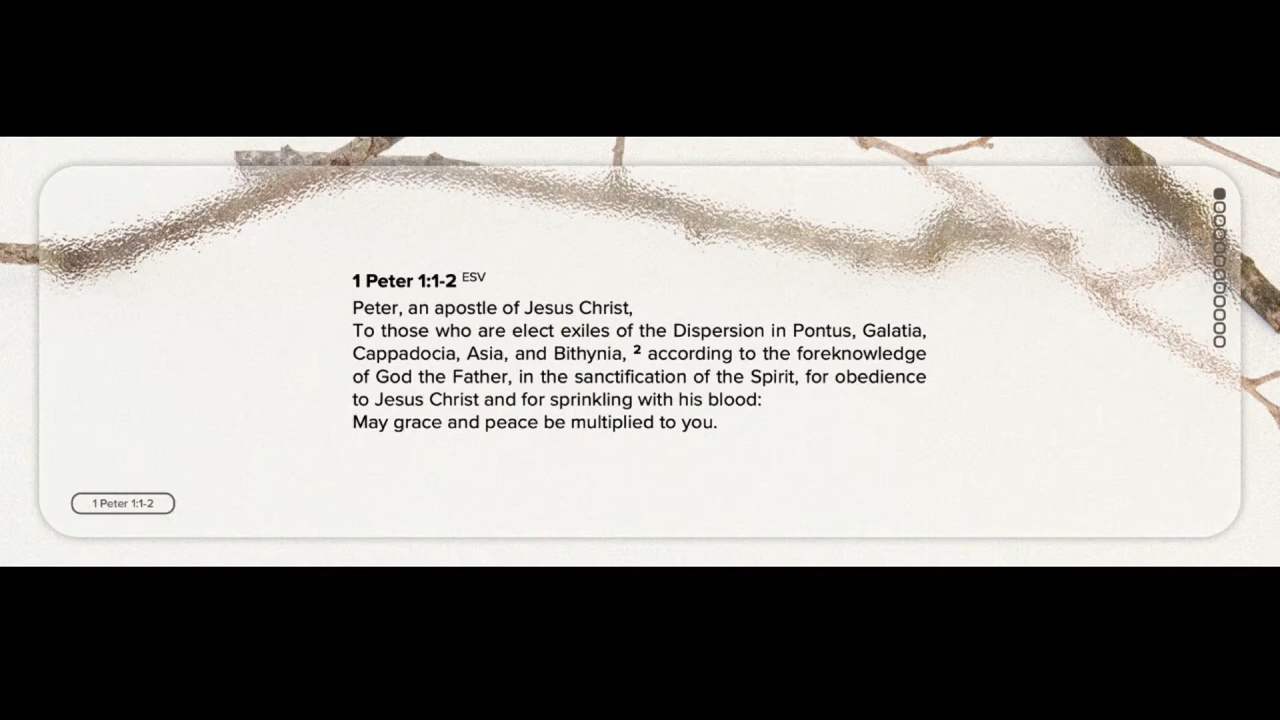 1 Peter 1:1-2 ESV
Peter, an apostle of Jesus Christ,
To those who are elect exiles of the Dispersion in Pontus, Galatia,
Cappadocia, Asia, and Bithynia, ² according to the foreknowledge
of God the Father, in the sanctification of the Spirit, for obedience
to Jesus Christ and for sprinkling with his blood:
May grace and peace be multiplied to you.
1 Peter 1:1-2